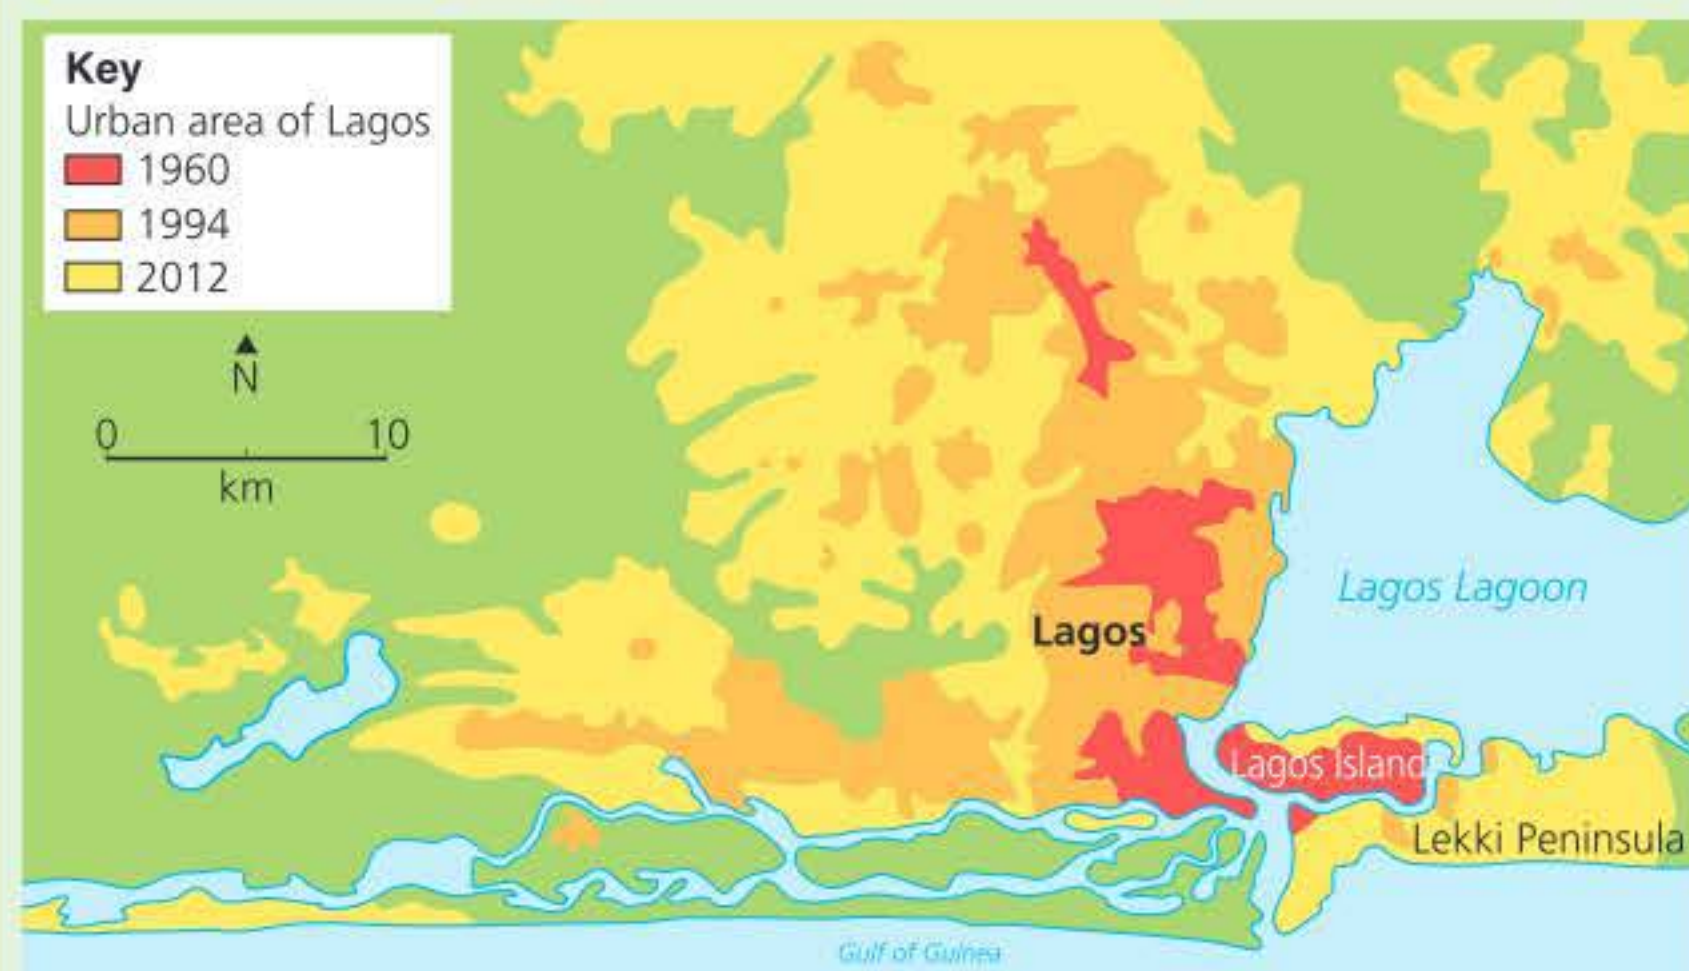 Key
Urban area of Lagos
1960
1994
2012
N
0 10
km
Lagos Lagoon
Lagos
Lagos Island
Lekki Peninsula
Gulf of Guinea